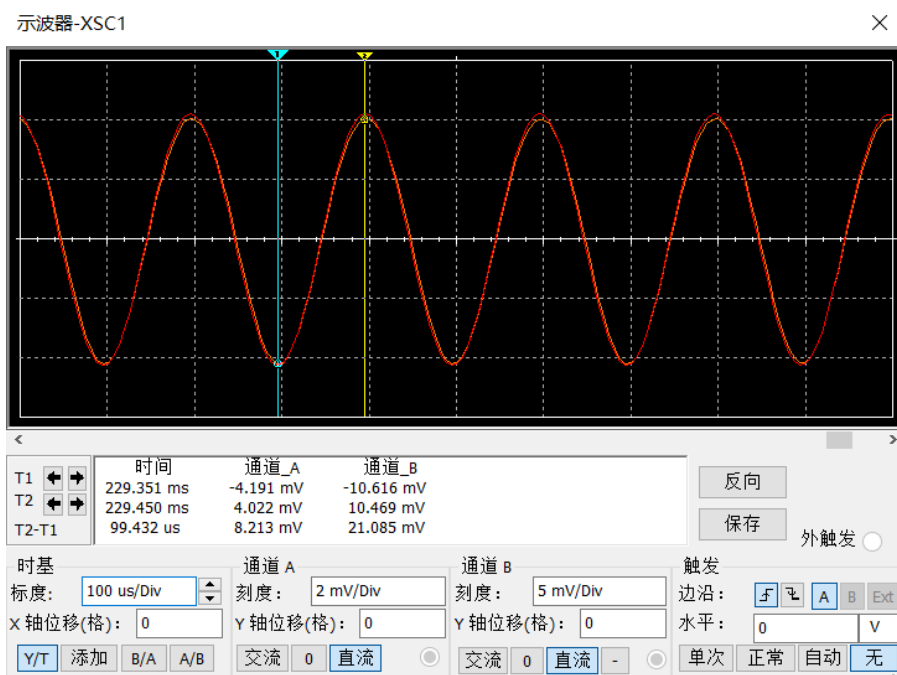 示波器-XSC1
1
2
时间 通道_A 通道_B
T1 229.351 ms -4.191 mV -10.616 mV
T2 229.450 ms 4.022 mV 10.469 mV
T2-T1 99.432 us 8.213 mV 21.085 mV
反向
保存
外触发
时基
标度: 100 us/Div
X 轴位移(格): 0
Y/T 添加 B/A A/B
通道 A
刻度: 2 mV/Div
Y 轴位移(格): 0
交流 0 直流
通道 B
刻度: 5 mV/Div
Y 轴位移(格): 0
交流 0 直流 -
触发
边沿: A B Ext
水平: 0 V
单次 正常 自动 无